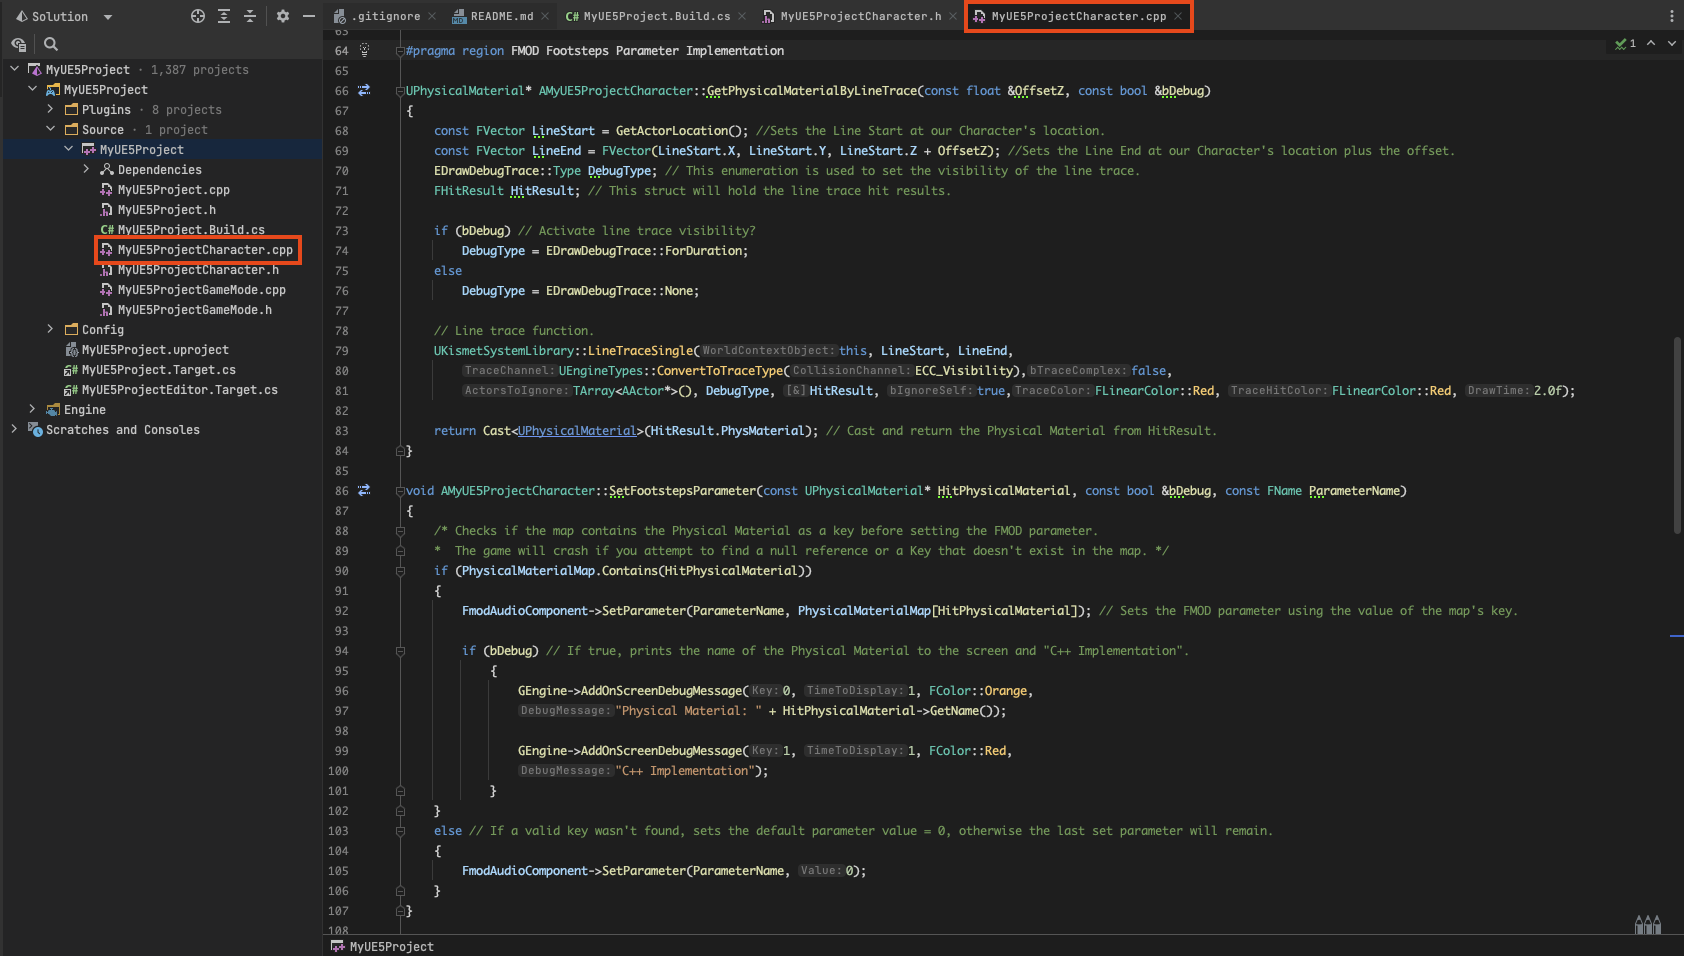 Solution
.gitignore
README.md
C# MyUE5Project.Build.cs
MyUE5ProjectCharacter.h
MyUE5ProjectCharacter.cpp
MyUE5Project · 1,387 projects
MyUE5Project
Plugins · 8 projects
Source · 1 project
MyUE5Project
Dependencies
MyUE5Project.cpp
MyUE5Project.h
C# MyUE5Project.Build.cs
MyUE5ProjectCharacter.cpp
MyUE5ProjectCharacter.h
MyUE5ProjectGameMode.cpp
MyUE5ProjectGameMode.h
Config
MyUE5Project.uproject
MyUE5Project.Target.cs
MyUE5ProjectEditor.Target.cs
Engine
Scratches and Consoles
1
63
64 #pragma region FMOD Footsteps Parameter Implementation
65
66 UPhysicalMaterial* AMyUE5ProjectCharacter::GetPhysicalMaterialByLineTrace(const float &OffsetZ, const bool &bDebug)
67 {
68 const FVector LineStart = GetActorLocation(); //Sets the Line Start at our Character's location.
69 const FVector LineEnd = FVector(LineStart.X, LineStart.Y, LineStart.Z + OffsetZ); //Sets the Line End at our Character's location plus the offset.
70 EDrawDebugTrace::Type DebugType; // This enumeration is used to set the visibility of the line trace.
71 FHitResult HitResult; // This struct will hold the line trace hit results.
72
73 if (bDebug) // Activate line trace visibility?
74 DebugType = EDrawDebugTrace::ForDuration;
75 else
76 DebugType = EDrawDebugTrace::None;
77
78 // Line trace function.
79 UKismetSystemLibrary::LineTraceSingle(WorldContextObject: this, LineStart, LineEnd,
80 TraceChannel: UEngineTypes::ConvertToTraceType(CollisionChannel: ECC_Visibility), bTraceComplex: false,
81 ActorsToIgnore: TArray<AActor*>(), DebugType, [&] HitResult, bIgnoreSelf: true, TraceColor: FLinearColor::Red, TraceHitColor: FLinearColor::Red, DrawTime: 2.0f);
82
83 return Cast<UPhysicalMaterial>(HitResult.PhysMaterial); // Cast and return the Physical Material from HitResult.
84 }
85
86 void AMyUE5ProjectCharacter::SetFootstepsParameter(const UPhysicalMaterial* HitPhysicalMaterial, const bool &bDebug, const FName ParameterName)
87 {
88 /* Checks if the map contains the Physical Material as a key before setting the FMOD parameter.
89 * The game will crash if you attempt to find a null reference or a Key that doesn't exist in the map. */
90 if (PhysicalMaterialMap.Contains(HitPhysicalMaterial))
91 {
92 FmodAudioComponent->SetParameter(ParameterName, PhysicalMaterialMap[HitPhysicalMaterial]); // Sets the FMOD parameter using the value of the map's key.
93
94 if (bDebug) // If true, prints the name of the Physical Material to the screen and "C++ Implementation".
95 {
96 GEngine->AddOnScreenDebugMessage(Key: 0, TimeToDisplay: 1, FColor::Orange,
97 DebugMessage: "Physical Material: " + HitPhysicalMaterial->GetName());
98
99 GEngine->AddOnScreenDebugMessage(Key: 1, TimeToDisplay: 1, FColor::Red,
100 DebugMessage: "C++ Implementation");
101 }
102 }
103 else // If a valid key wasn't found, sets the default parameter value = 0, otherwise the last set parameter will remain.
104 {
105 FmodAudioComponent->SetParameter(ParameterName, Value: 0);
106 }
107 }
108
MyUE5Project